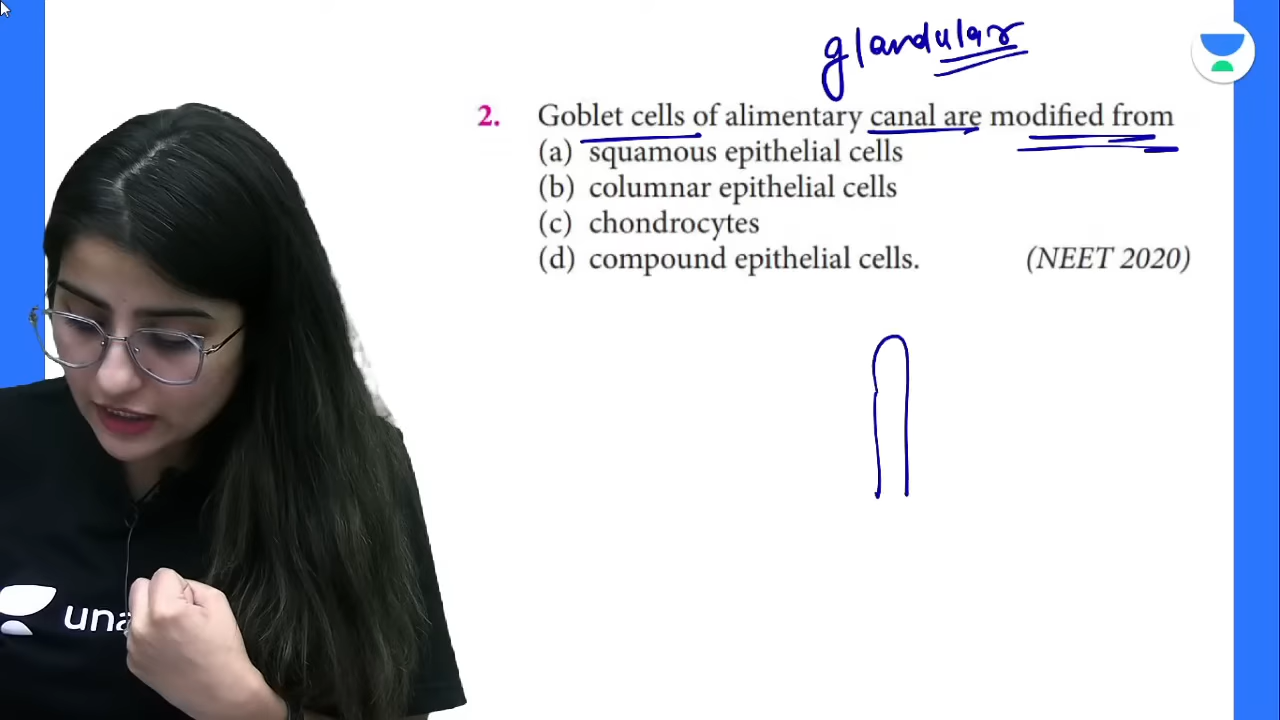 glandular
2. Goblet cells of alimentary canal are modified from
(a) squamous epithelial cells
(b) columnar epithelial cells
(c) chondrocytes
(d) compound epithelial cells. (NEET 2020)
una